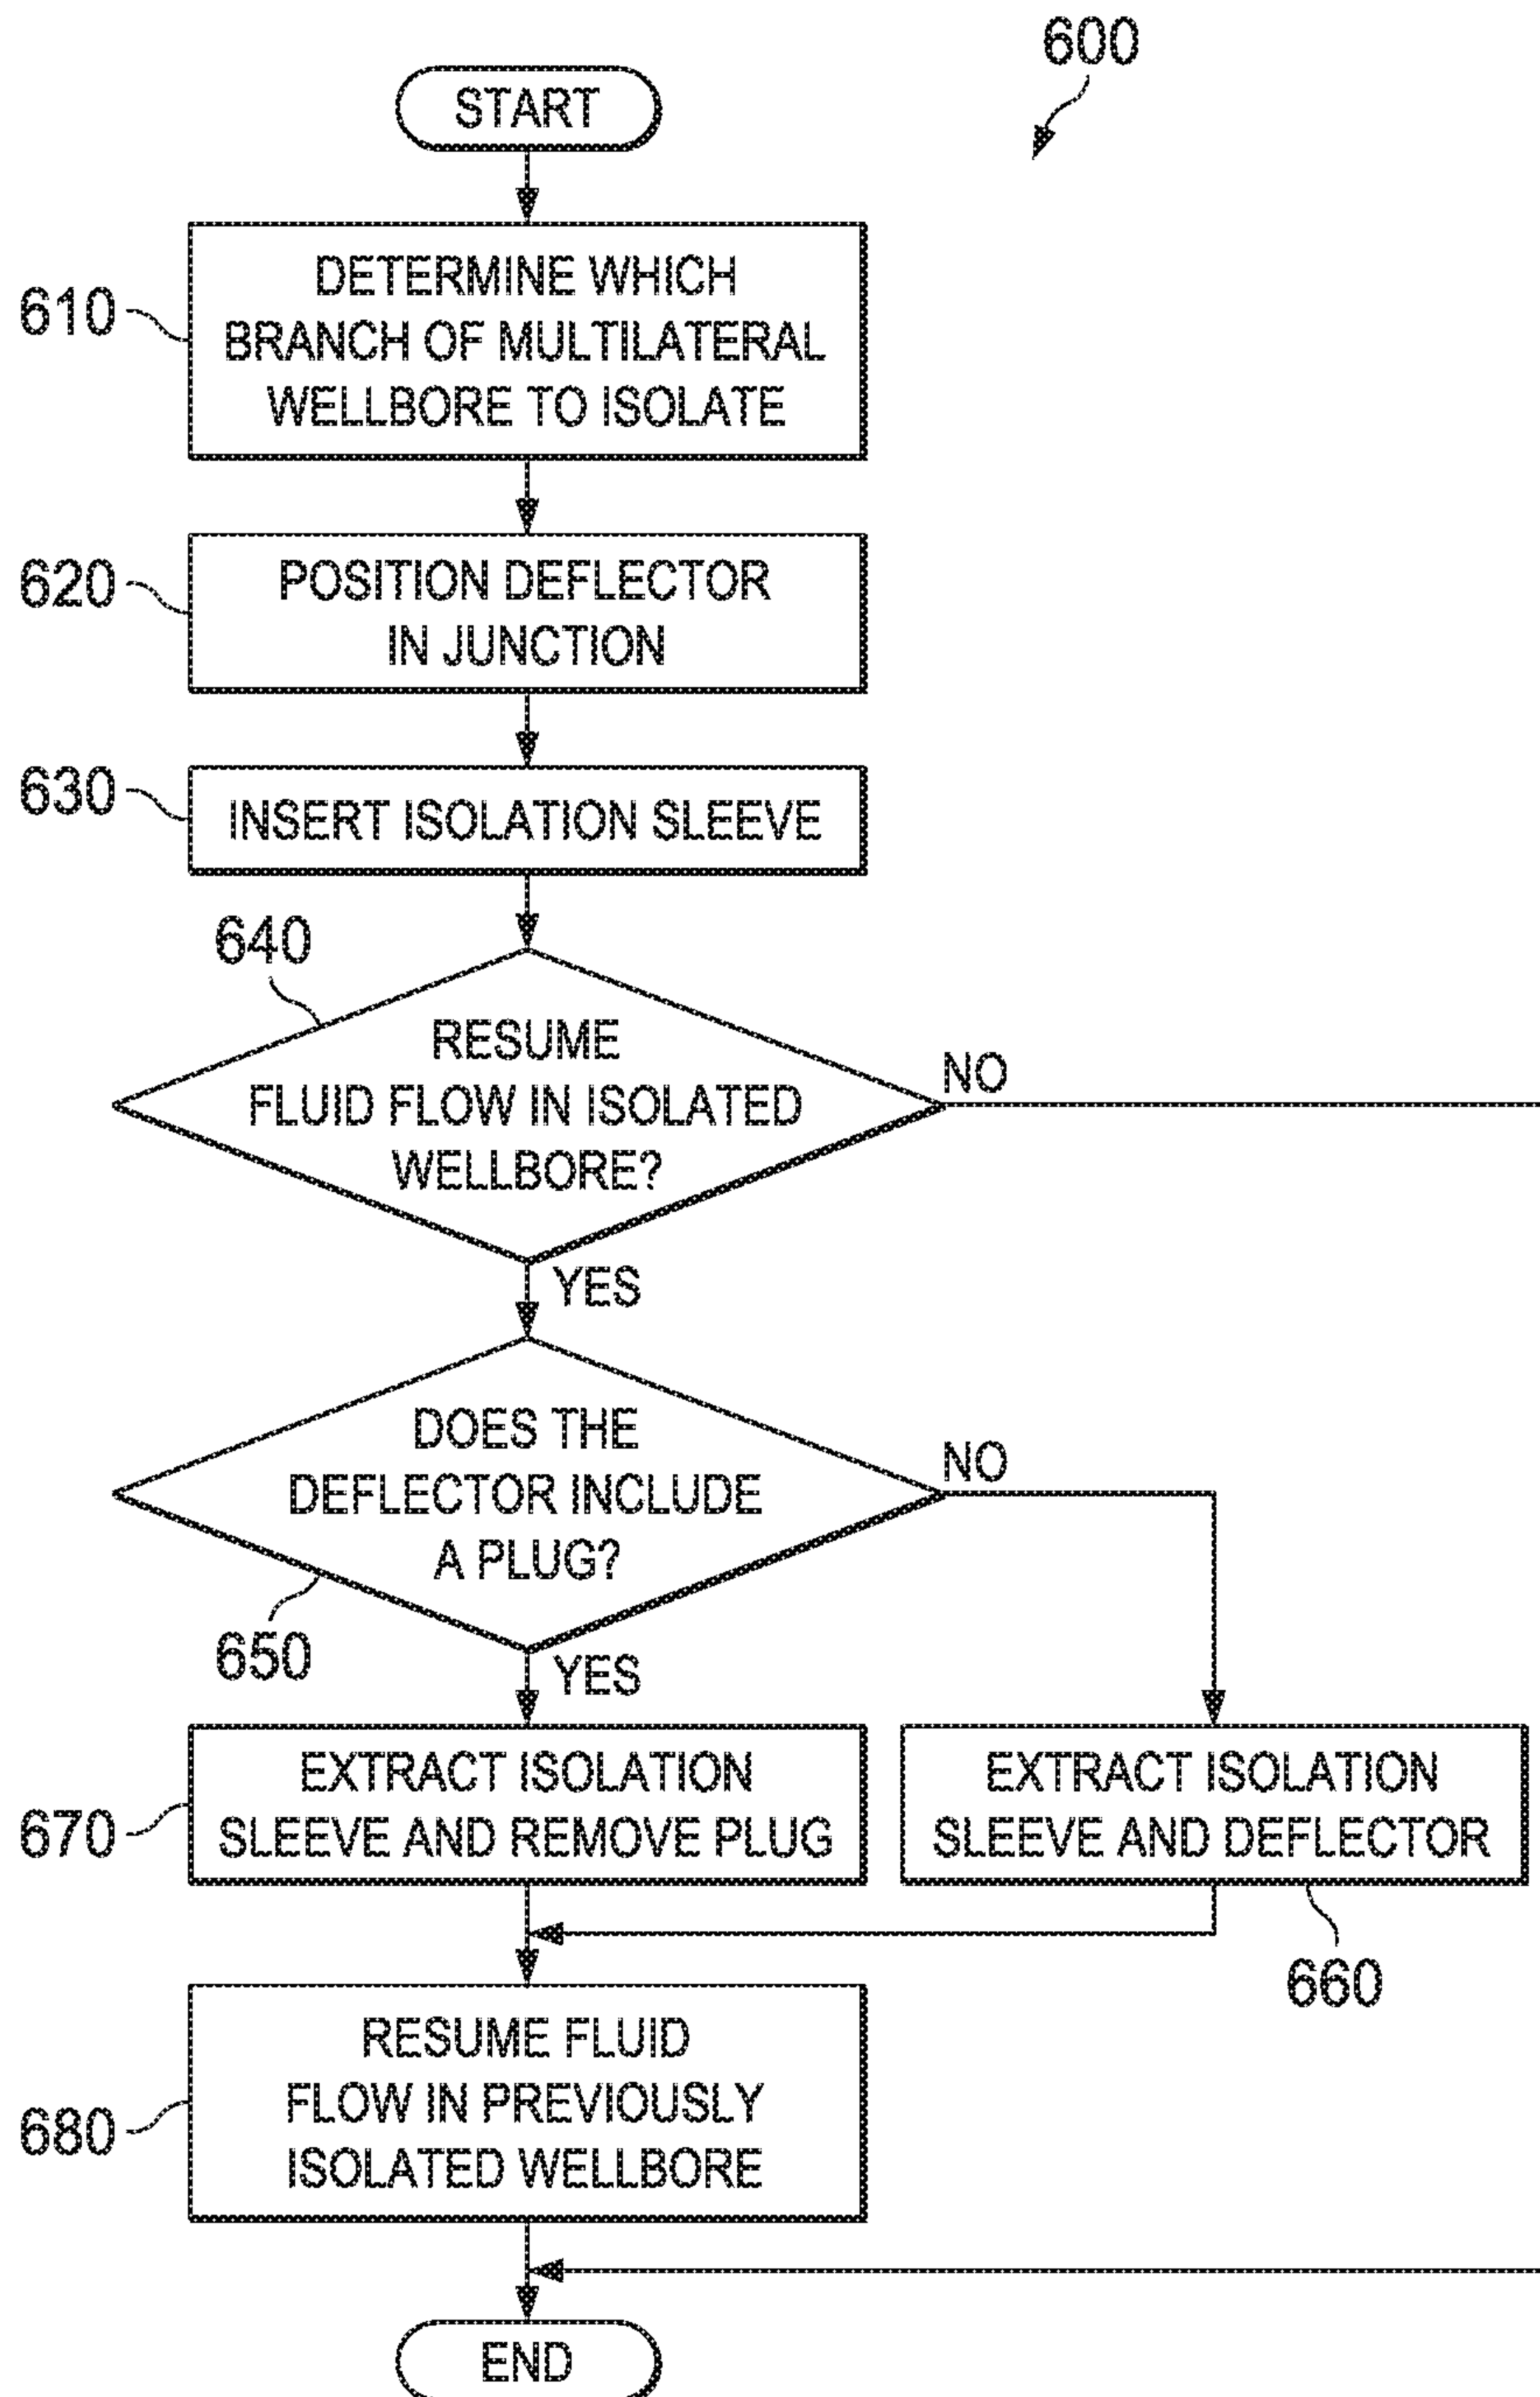 600
START
610
DETERMINE WHICH
BRANCH OF MULTILATERAL
WELLBORE TO ISOLATE
620
POSITION DEFLECTOR
IN JUNCTION
630
INSERT ISOLATION SLEEVE
640
RESUME
FLUID FLOW IN ISOLATED
WELLBORE?
NO
YES
DOES THE
DEFLECTOR INCLUDE
A PLUG?
NO
650
YES
EXTRACT ISOLATION
SLEEVE AND REMOVE PLUG
670
EXTRACT ISOLATION
SLEEVE AND DEFLECTOR
660
RESUME FLUID
FLOW IN PREVIOUSLY
ISOLATED WELLBORE
680
END